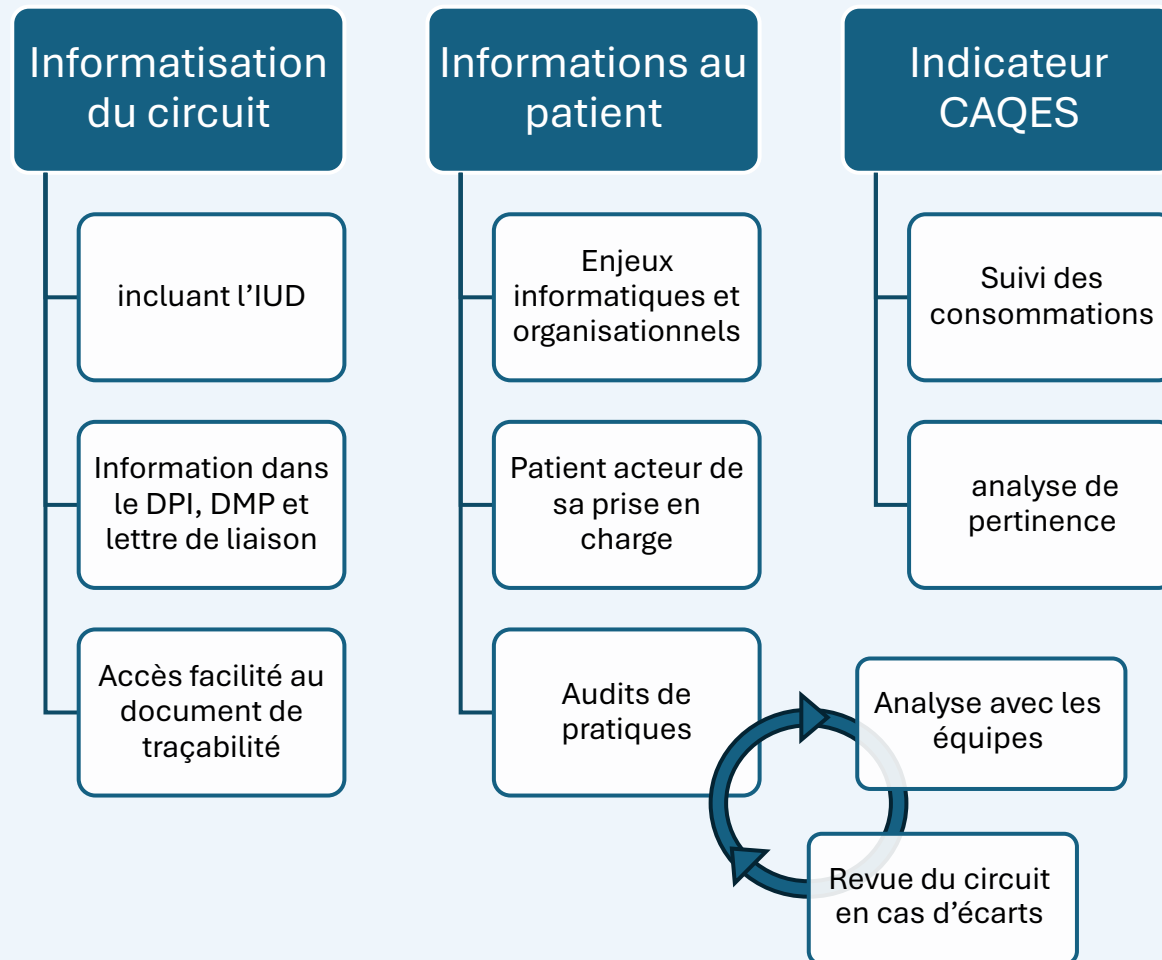 Informatisation
du circuit
incluant l'IUD
Information dans
le DPI, DMP et
lettre de liaison
Accès facilité au
document de
traçabilité
Informations au
patient
Enjeux
informatiques et
organisationnels
Patient acteur de
sa prise en
charge
Audits de
pratiques
Indicateur
CAQES
Suivi des
consommations
analyse de
pertinence
Analyse avec les
équipes
Revue du circuit
en cas d'écarts